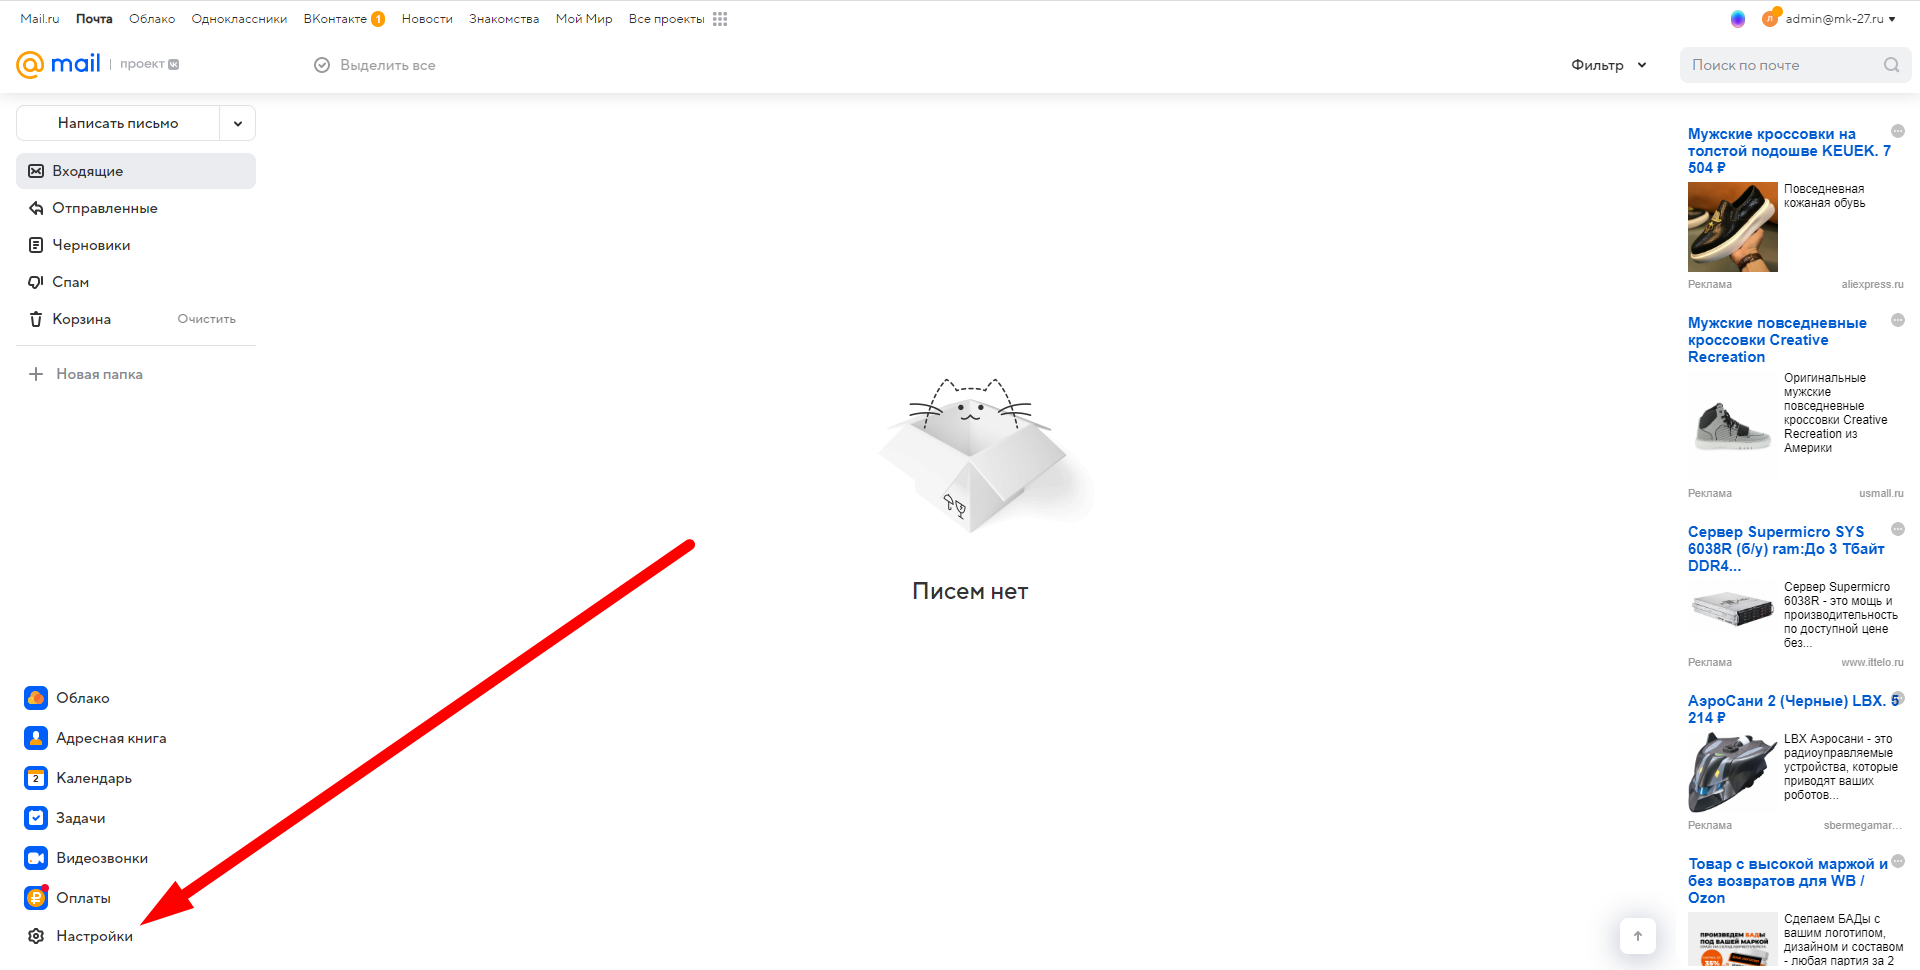 Mail.ru Почта Облако Одноклассники ВКонтакте 1 Новости Знакомства Мой Мир Все проекты
Л admin@mk-27.ru
@mail проект
Выделить все
Фильтр
Поиск по почте
Написать письмо
Входящие
Отправленные
Черновики
Спам
Корзина Очистить
Новая папка
Писем нет
Облако
Адресная книга
2 Календарь
Задачи
Видеозвонки
Оплаты
Настройки
Мужские кроссовки на
толстой подошве KEUEK. 7
504 ₽
Повседневная
кожаная обувь
Реклама aliexpress.ru
Мужские повседневные
кроссовки Creative
Recreation
Оригинальные
мужские
повседневные
кроссовки Creative
Recreation из
Америки
Реклама usmall.ru
Сервер Supermicro SYS
6038R (б/у) ram:До 3 Тбайт
DDR4...
Сервер Supermicro
6038R - это мощь и
производительность
по доступной цене
без...
Реклама www.ittelo.ru
АэроСани 2 (Черные) LBX. 5
214 ₽
LBX Аэросани - это
радиоуправляемые
устройства, которые
приводят ваших
роботов...
Реклама sbermegamar...
Товар с высокой маржой и
без возвратов для WB /
Ozon
ПРОИЗВЕДЕМ БАДЫ
ПОД ВАШЕЙ МАРКОЙ
35%
Сделаем БАДы с
вашим логотипом,
дизайном и составом
- любая партия за 2